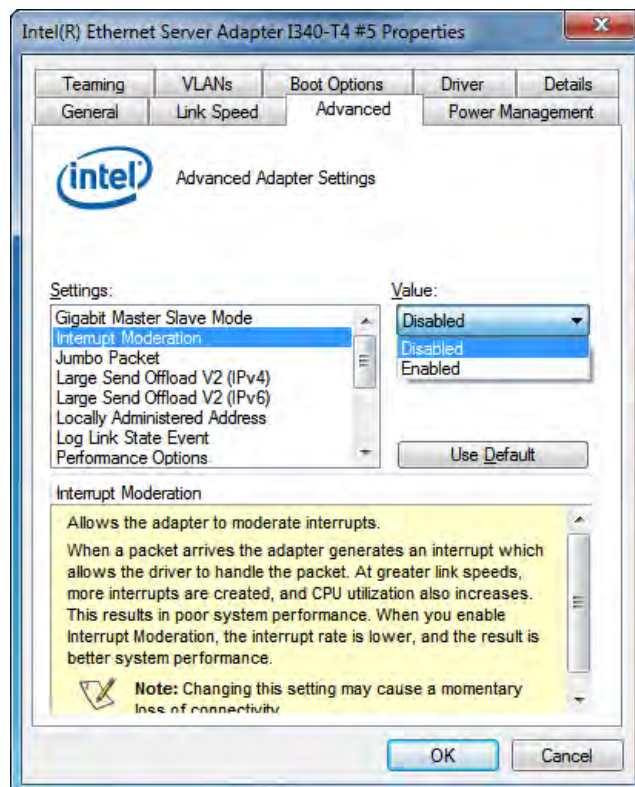 Intel(R) Ethernet Server Adapter I340-T4 #5 Properties
Teaming VLANs Boot Options Driver Details
General Link Speed Advanced Power Management
intel
Advanced Adapter Settings
Settings:
Value:
Gigabit Master Slave Mode
Disabled
Interrupt Moderation
Disabled
Jumbo Packet
Enabled
Large Send Offload V2 (IPv4)
Large Send Offload V2 (IPv6)
Locally Administered Address
Log Link State Event
Performance Options
Use Default
Interrupt Moderation
Allows the adapter to moderate interrupts.
When a packet arrives the adapter generates an interrupt which
allows the driver to handle the packet. At greater link speeds,
more interrupts are created, and CPU utilization also increases.
This results in poor system performance. When you enable
Interrupt Moderation, the interrupt rate is lower, and the result is
better system performance.
Note: Changing this setting may cause a momentary
loss of connectivity
OK Cancel